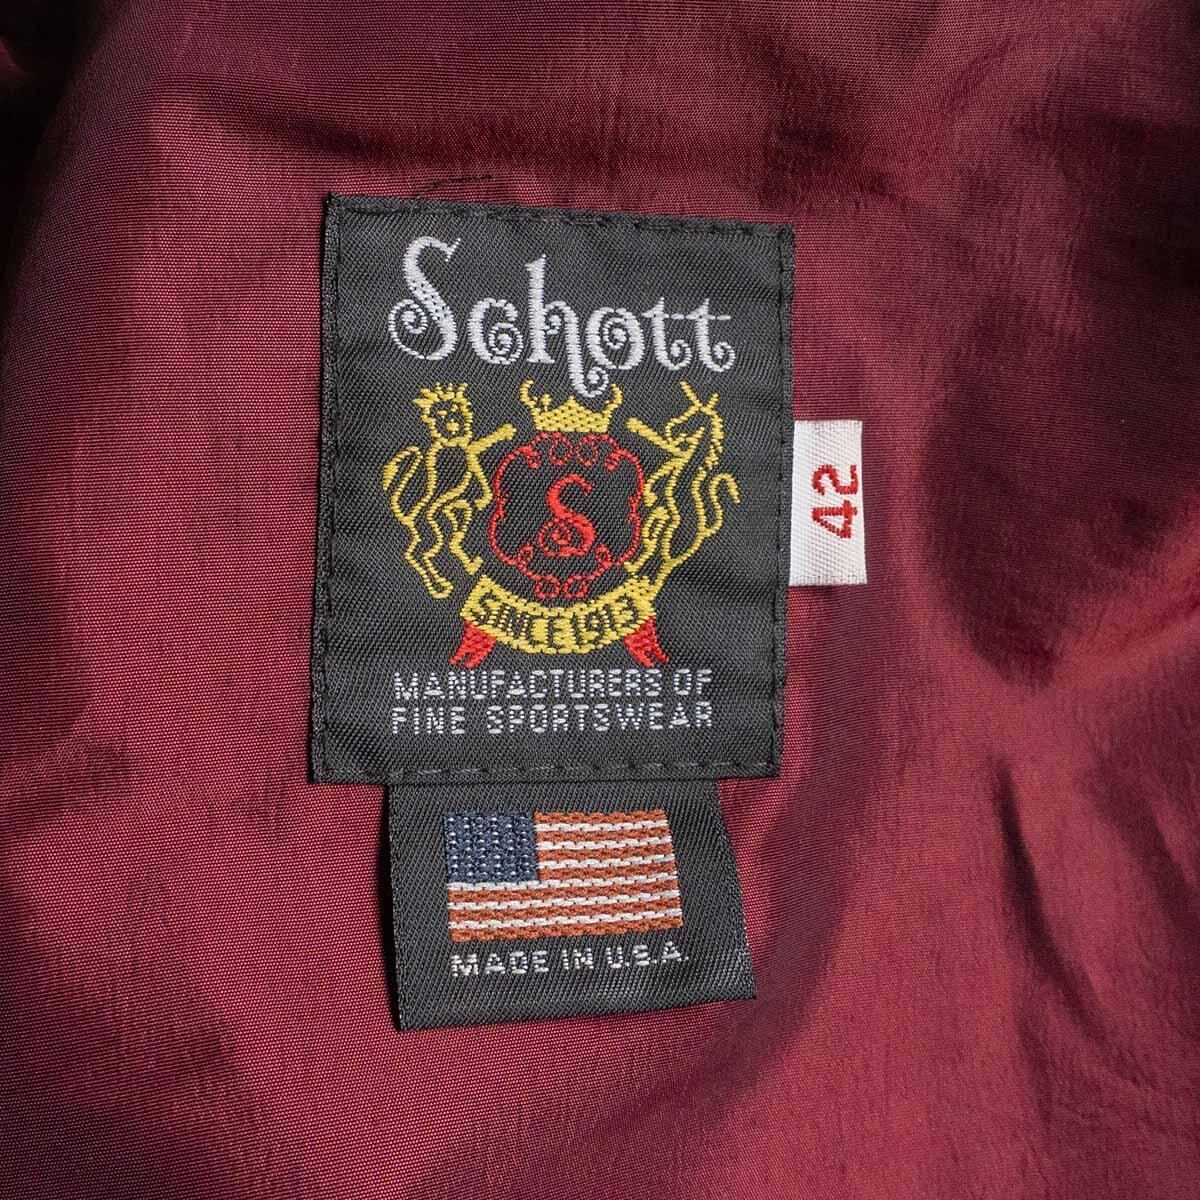 Schott
S
SINCE 1913
MANUFACTURERS OF
FINE SPORTSWEAR
42
MADE IN U.S.A.